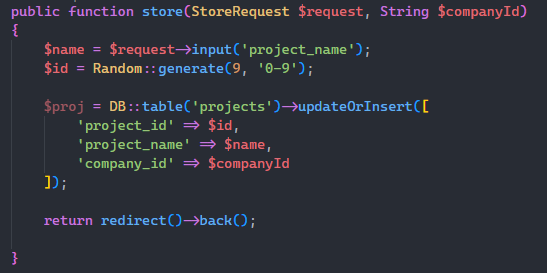 public function store(StoreRequest $request, String $companyId)
{
    $name = $request->input('project_name');
    $id = Random::generate(9, '0-9');
    $proj = DB::table('projects')->updateOrInsert([
        'project_id' => $id,
        'project_name' => $name,
        'company_id' => $companyId
    ]);
    return redirect()->back();
}